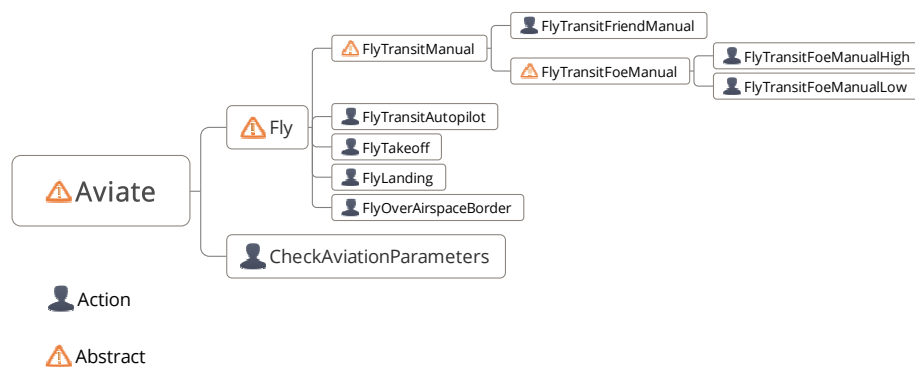 FlyTransitFriendManual
FlyTransitManual
FlyTransitFoeManualHigh
FlyTransitFoeManual
FlyTransitFoeManualLow
FlyTransitAutopilot
Fly
FlyTakeoff
FlyLanding
Aviate
FlyOverAirspaceBorder
CheckAviationParameters
Action
Abstract